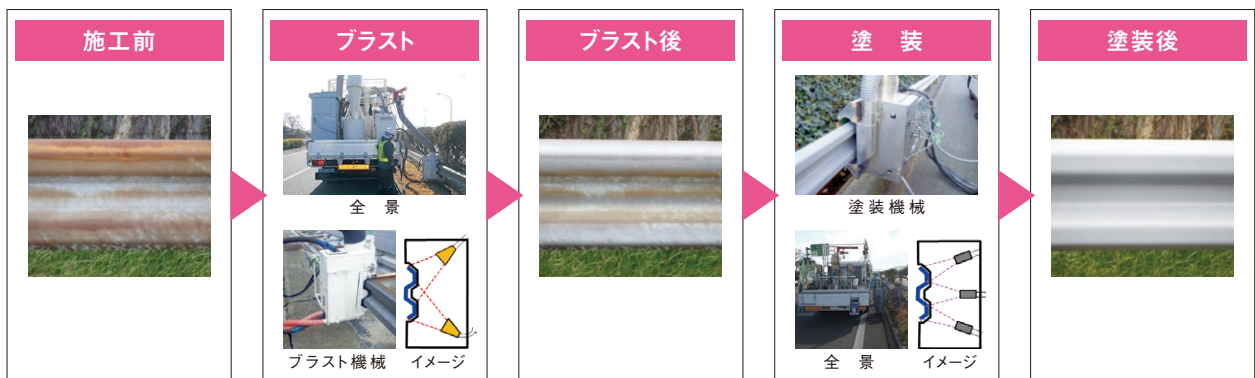 施工前
ブラスト
全 景
ブラスト機械
イメージ
ブラスト後
塗 装
塗装機械
全 景
イメージ
塗装後